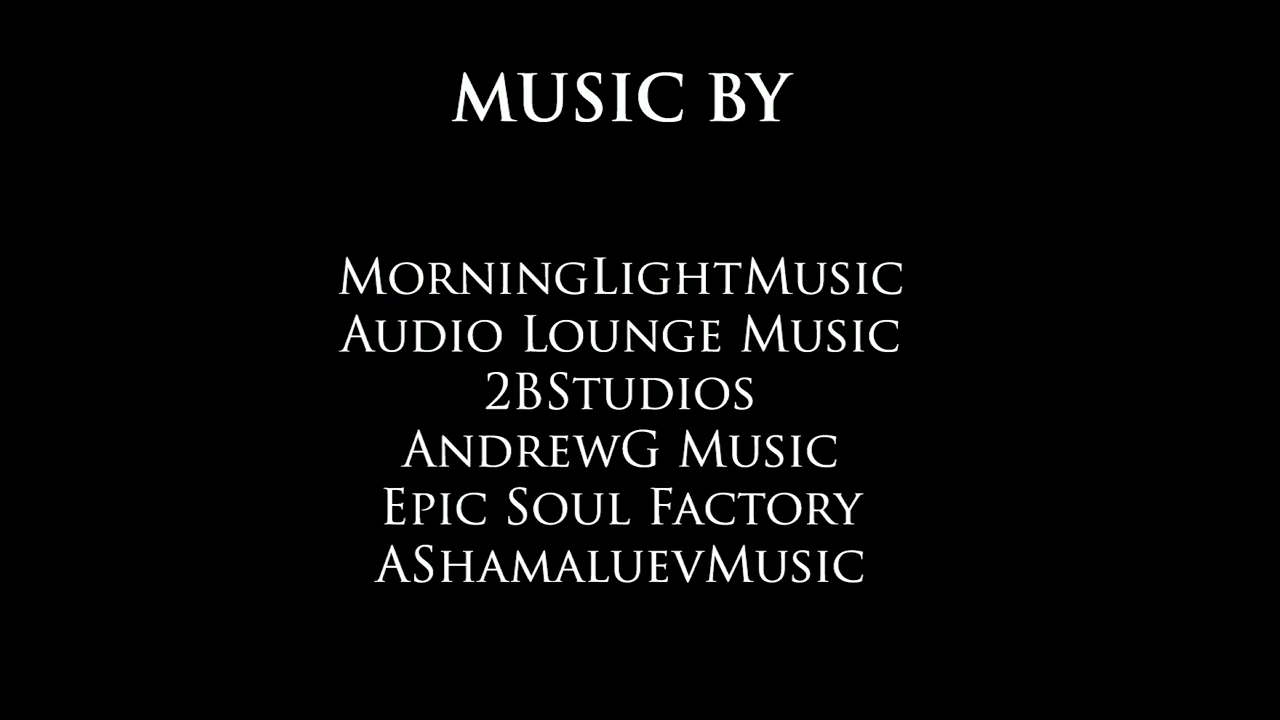 MUSIC BY
MorningLightMusic
Audio Lounge Music
2BStudios
AndrewG Music
Epic Soul Factory
AShamaluevMusic